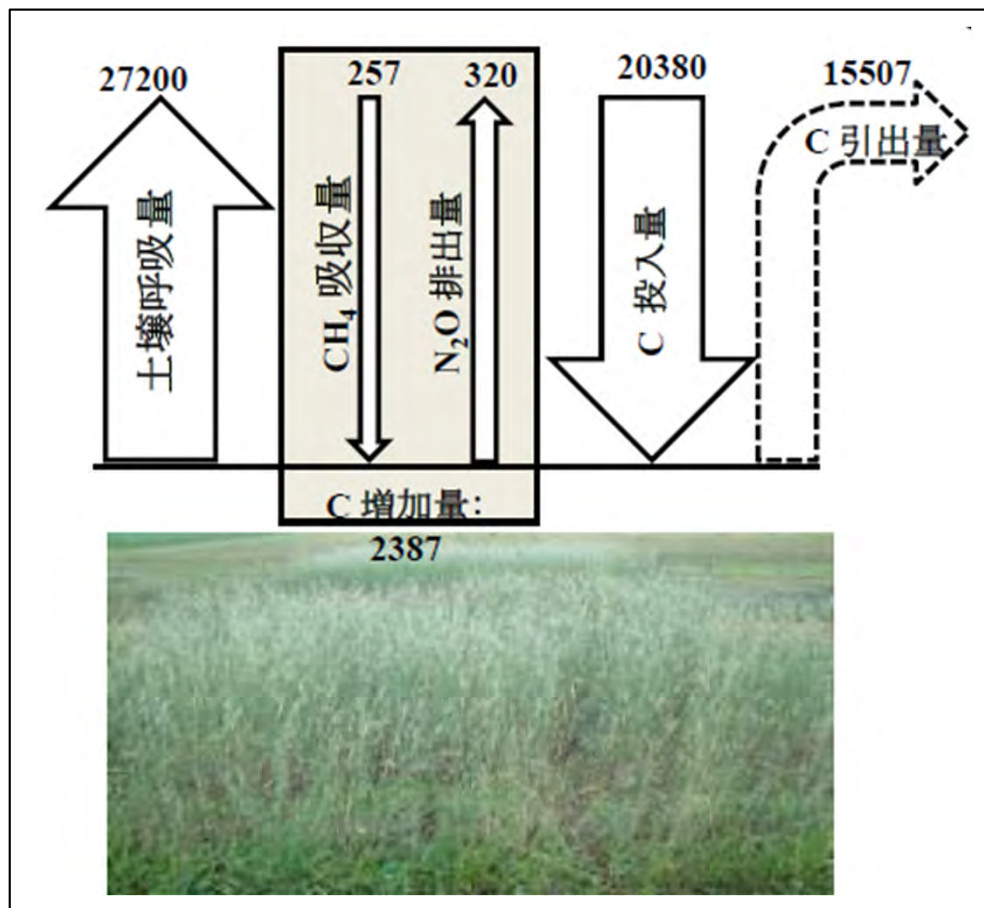 27200
257
320
20380
15507
土壤呼吸量
CH₄ 吸收量
N₂O 排出量
C 投入量
C 引出量
C 增加量：
2387